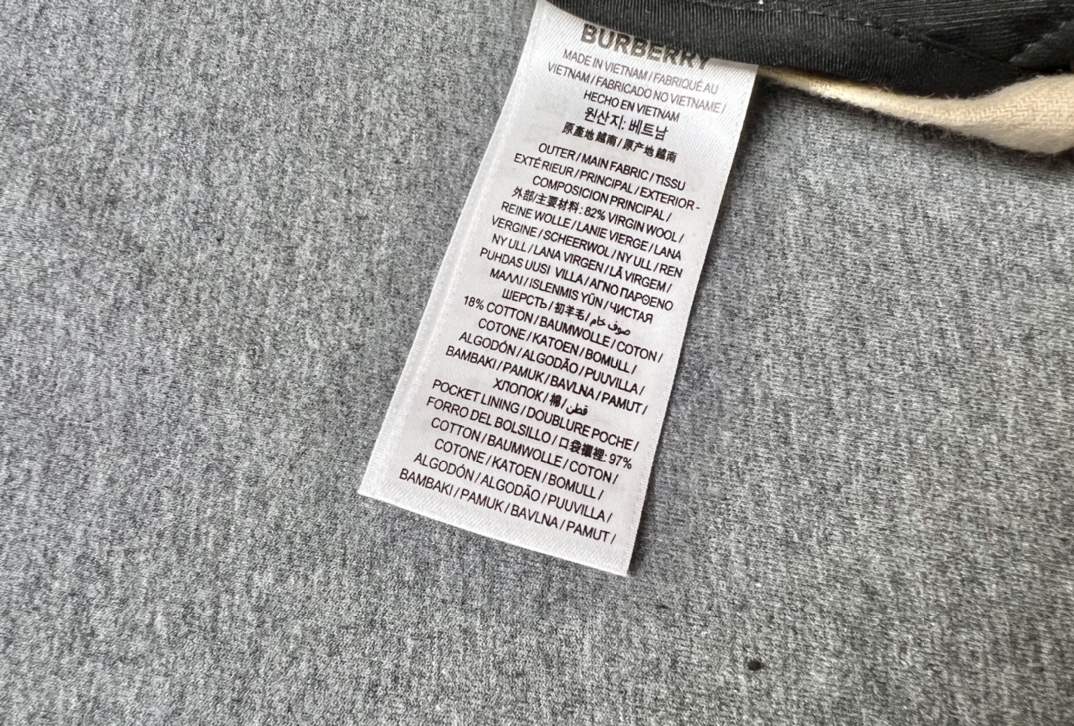 BURBERRY
MADE IN VIETNAM / FABRIQUÉ AU
VIETNAM / FABRICADO NO VIETNAME /
HECHO EN VIETNAM
원산지: 베트남
原產地 越南 / 原产地 越南
OUTER / MAIN FABRIC / TISSU
EXTÉRIEUR / PRINCIPAL / EXTERIOR -
COMPOSICION PRINCIPAL /
外部/主要材料: 82% VIRGIN WOOL /
REINE WOLLE / LANIE VIERGE / LANA
VERGINE / SCHEERWOL / NY ULL / REN
NY ULL / LANA VIRGEN / LÃ VIRGEM /
PUHDAS UUSI VILLA / ΑΓΝΟ ΠΑΡΘΕΝΟ
ΜΑΛΛΙ / ISLENMIS YÜN / ЧИСТАЯ
ШЕРСТЬ / 初羊毛 / صوف خام /
18% COTTON / BAUMWOLLE / COTON /
COTONE / KATOEN / BOMULL /
ALGODÓN / ALGODÃO / PUUVILLA /
BAMBAKI / PAMUK / BAVLNA / PAMUT /
ХЛОПОК / 棉 / قطن
POCKET LINING / DOUBLURE POCHE /
FORRO DEL BOLSILLO / 口袋襯裡: 97%
COTTON / BAUMWOLLE / COTON /
COTONE / KATOEN / BOMULL /
ALGODÓN / ALGODÃO / PUUVILLA /
BAMBAKI / PAMUK / BAVLNA / PAMUT /